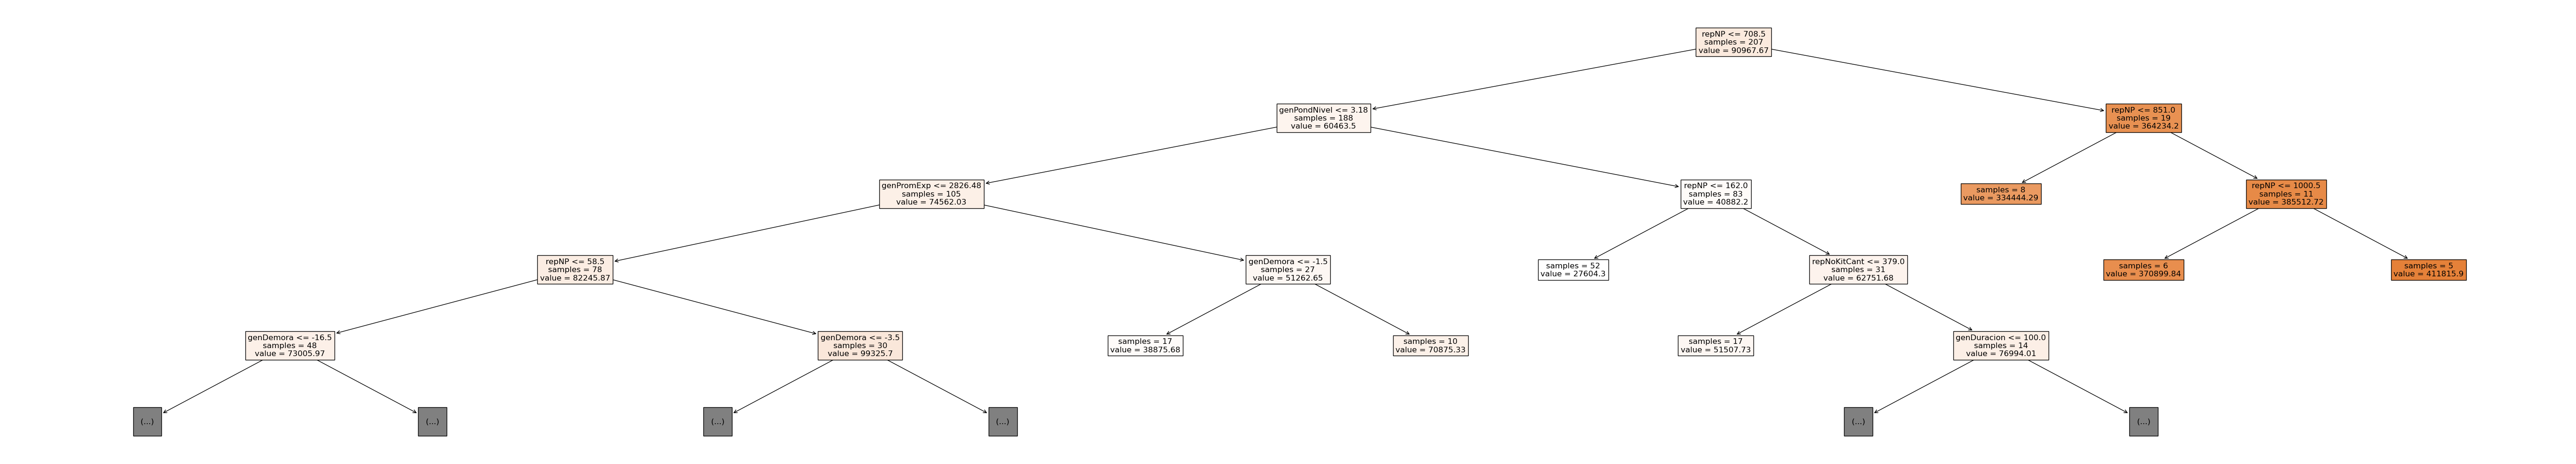 repNP <= 708.5
samples = 207
value = 90967.67
genPondNivel <= 3.18
samples = 188
value = 60463.5
repNP <= 851.0
samples = 19
value = 364234.2
genPromExp <= 2826.48
samples = 105
value = 74562.03
repNP <= 162.0
samples = 83
value = 40882.2
samples = 8
value = 334444.29
repNP <= 1000.5
samples = 11
value = 385512.72
repNP <= 58.5
samples = 78
value = 82245.87
genDemora <= -1.5
samples = 27
value = 51262.65
samples = 52
value = 27604.3
repNoKitCant <= 379.0
samples = 31
value = 62751.68
samples = 6
value = 370899.84
samples = 5
value = 411815.9
genDemora <= -16.5
samples = 48
value = 73005.97
genDemora <= -3.5
samples = 30
value = 99325.7
samples = 17
value = 38875.68
samples = 10
value = 70875.33
samples = 17
value = 51507.73
genDuracion <= 100.0
samples = 14
value = 76994.01
(...)
(...)
(...)
(...)
(...)
(...)